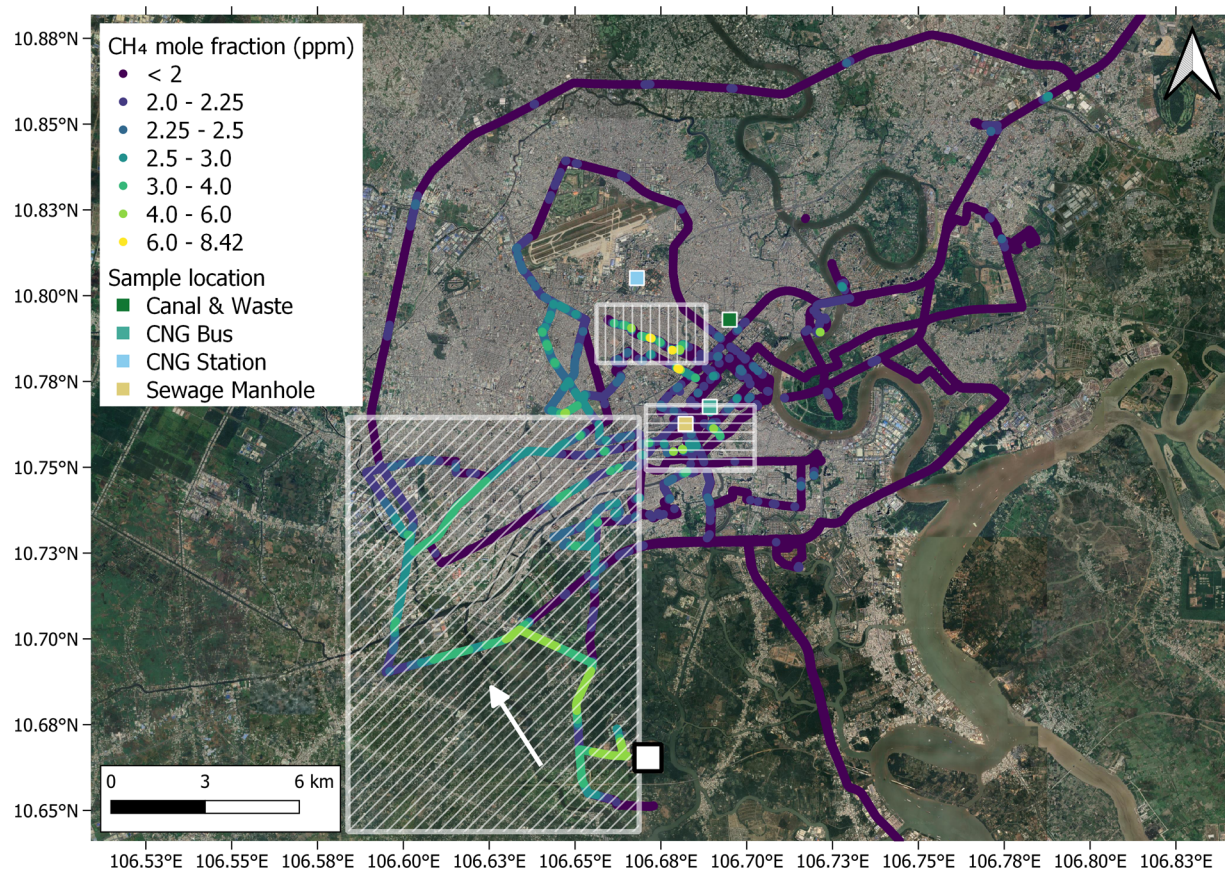 CH₄ mole fraction (ppm)
< 2
2.0 - 2.25
2.25 - 2.5
2.5 - 3.0
3.0 - 4.0
4.0 - 6.0
6.0 - 8.42
Sample location
Canal & Waste
CNG Bus
CNG Station
Sewage Manhole
10.88°N
10.85°N
10.83°N
10.80°N
10.78°N
10.75°N
10.73°N
10.70°N
10.68°N
10.65°N
0 3 6 km
106.53°E 106.55°E 106.58°E 106.60°E 106.63°E 106.65°E 106.68°E 106.70°E 106.73°E 106.75°E 106.78°E 106.80°E 106.83°E